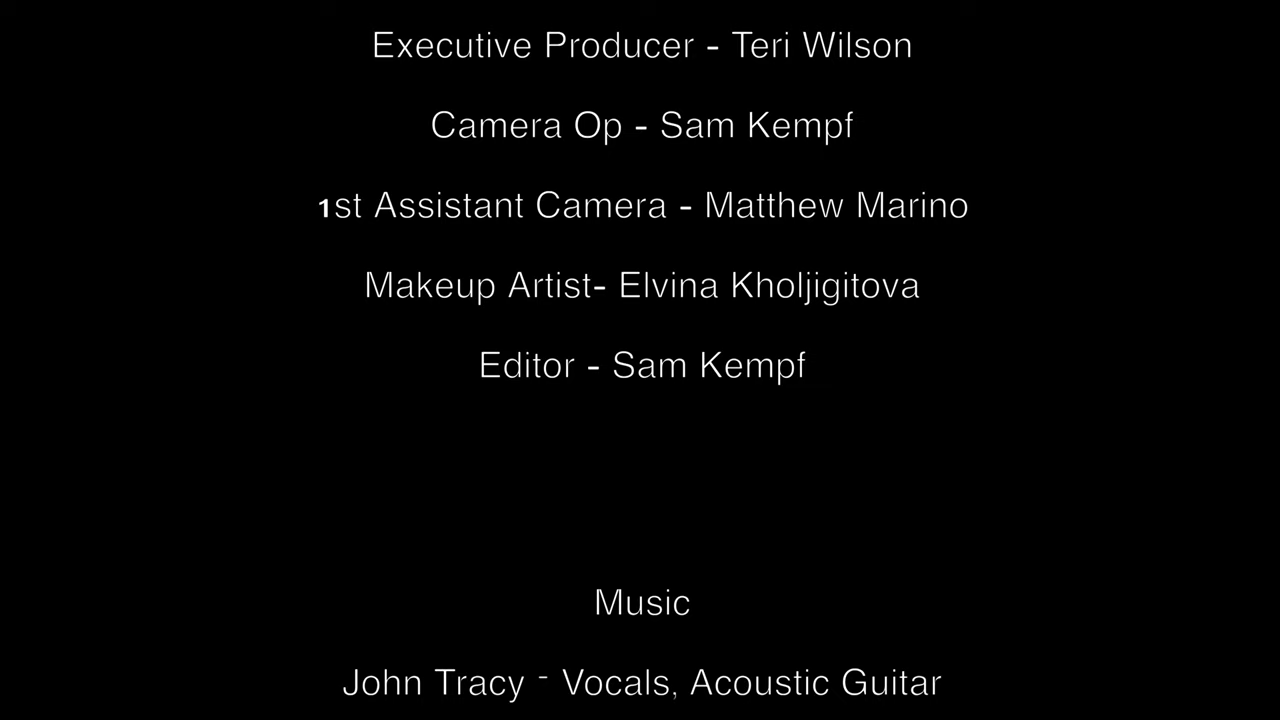 Executive Producer - Teri Wilson
Camera Op - Sam Kempf
1st Assistant Camera - Matthew Marino
Makeup Artist- Elvina Kholjigitova
Editor - Sam Kempf
Music
John Tracy - Vocals, Acoustic Guitar